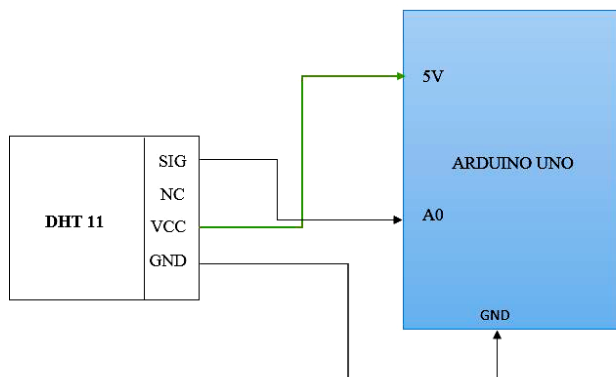 DHT 11
SIG
NC
VCC
GND
5V
ARDUINO UNO
A0
GND